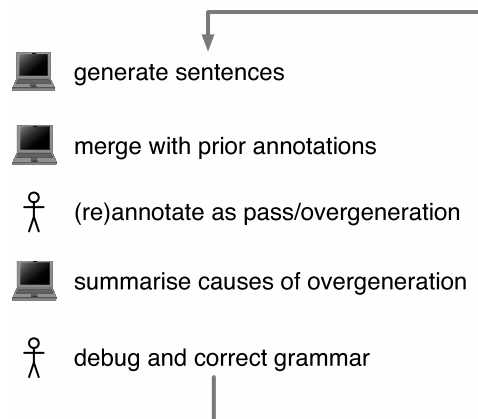 generate sentences
merge with prior annotations
(re)annotate as pass/overgeneration
summarise causes of overgeneration
debug and correct grammar